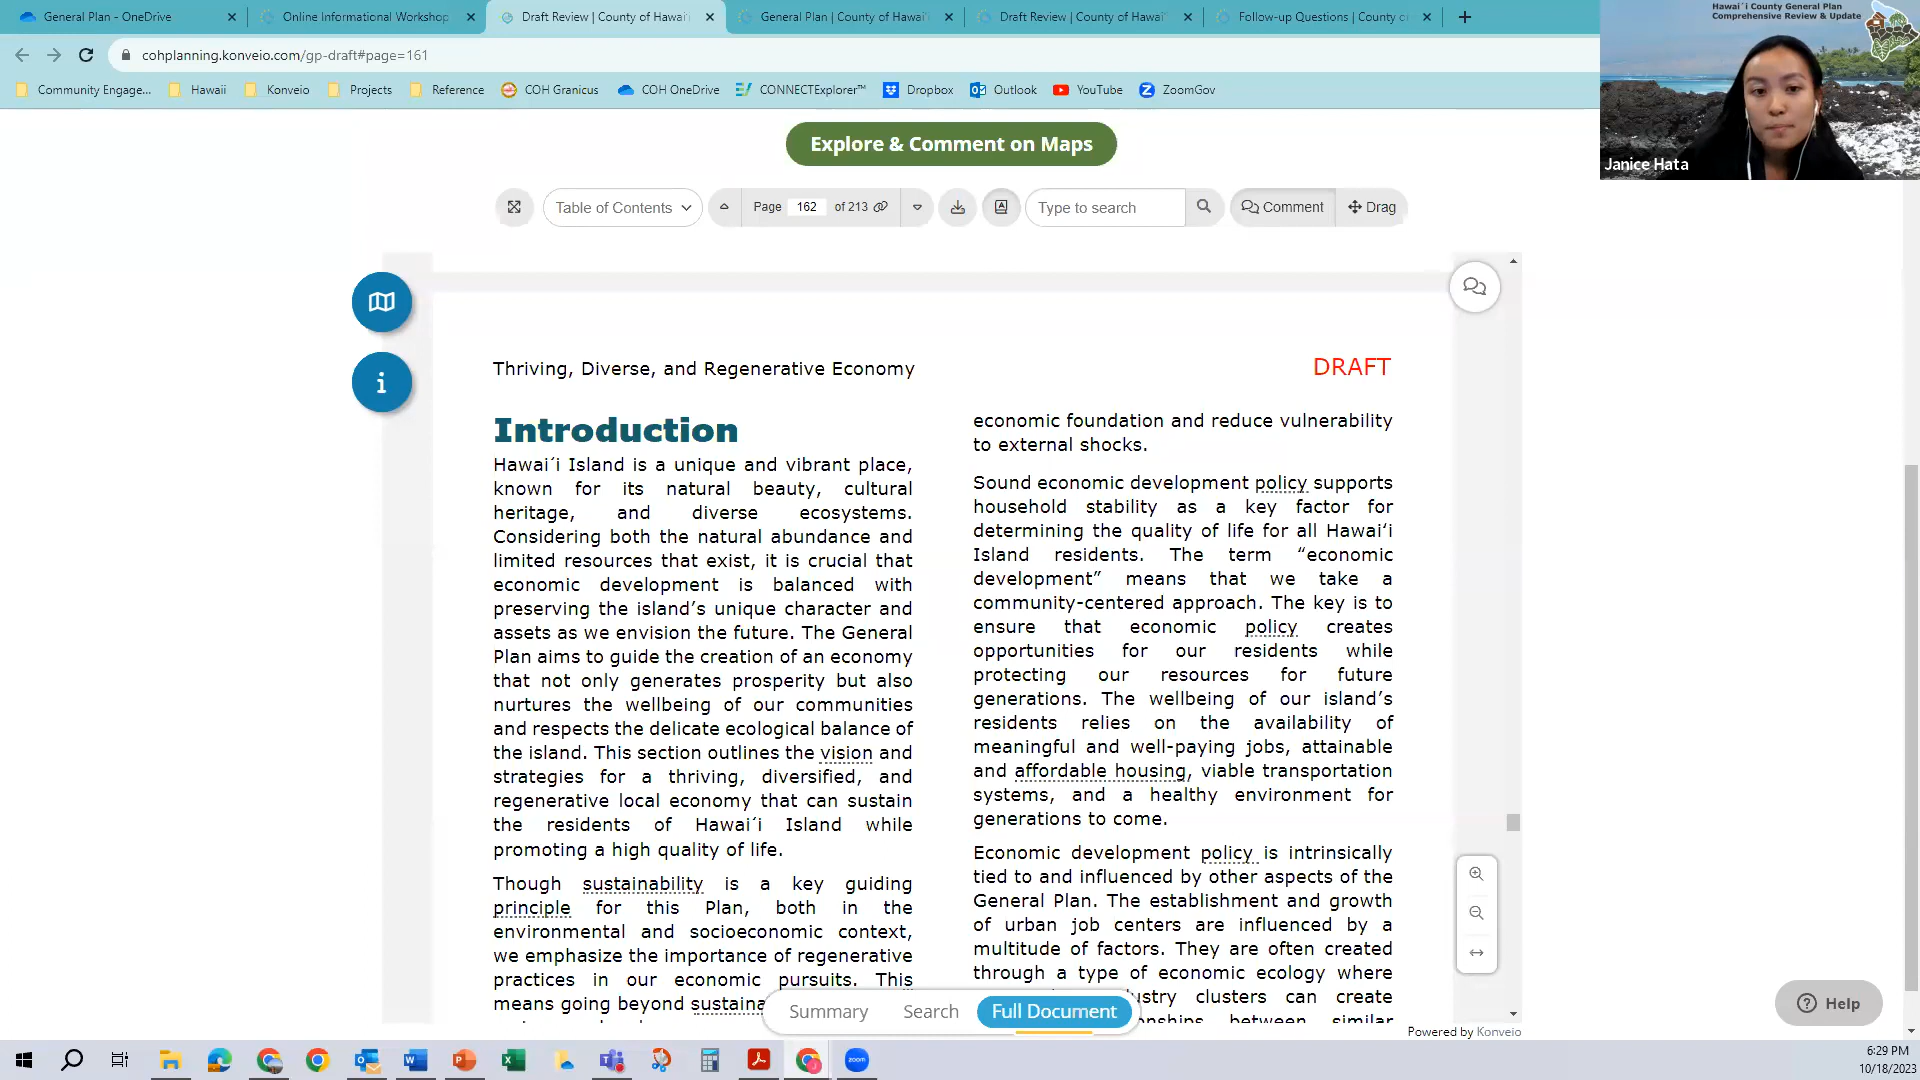 General Plan - OneDrive
Online Informational Workshop
Draft Review | County of Hawai'i
General Plan | County of Hawai'i
Draft Review | County of Hawai'i
Follow-up Questions | County o
Hawai´i County General Plan
Comprehensive Review & Update
cohplanning.konveio.com/gp-draft#page=161
Community Engage...
Hawaii
Konveio
Projects
Reference
COH Granicus
COH OneDrive
CONNECTExplorer™
Dropbox
Outlook
YouTube
ZoomGov
Janice Hata
Explore & Comment on Maps
Table of Contents
Page 162 of 213
Type to search
Comment
Drag
Thriving, Diverse, and Regenerative Economy
DRAFT
Introduction
Hawai´i Island is a unique and vibrant place,
known for its natural beauty, cultural
heritage, and diverse ecosystems.
Considering both the natural abundance and
limited resources that exist, it is crucial that
economic development is balanced with
preserving the island’s unique character and
assets as we envision the future. The General
Plan aims to guide the creation of an economy
that not only generates prosperity but also
nurtures the wellbeing of our communities
and respects the delicate ecological balance of
the island. This section outlines the vision and
strategies for a thriving, diversified, and
regenerative local economy that can sustain
the residents of Hawai´i Island while
promoting a high quality of life.
Though sustainability is a key guiding
principle for this Plan, both in the
environmental and socioeconomic context,
we emphasize the importance of regenerative
practices in our economic pursuits. This
means going beyond sustaina
economic foundation and reduce vulnerability
to external shocks.
Sound economic development policy supports
household stability as a key factor for
determining the quality of life for all Hawai‘i
Island residents. The term “economic
development” means that we take a
community-centered approach. The key is to
ensure that economic policy creates
opportunities for our residents while
protecting our resources for future
generations. The wellbeing of our island’s
residents relies on the availability of
meaningful and well-paying jobs, attainable
and affordable housing, viable transportation
systems, and a healthy environment for
generations to come.
Economic development policy is intrinsically
tied to and influenced by other aspects of the
General Plan. The establishment and growth
of urban job centers are influenced by a
multitude of factors. They are often created
through a type of economic ecology where
ustry clusters can create
nships between similar
Summary
Search
Full Document
Help
Powered by Konveio
6:29 PM
10/18/2023